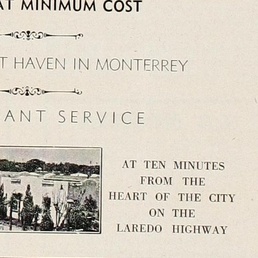 AT MINIMUM COST
T HAVEN IN MONTERREY
ANT SERVICE
AT TEN MINUTES
FROM THE
HEART OF THE CITY
ON THE
LAREDO HIGHWAY